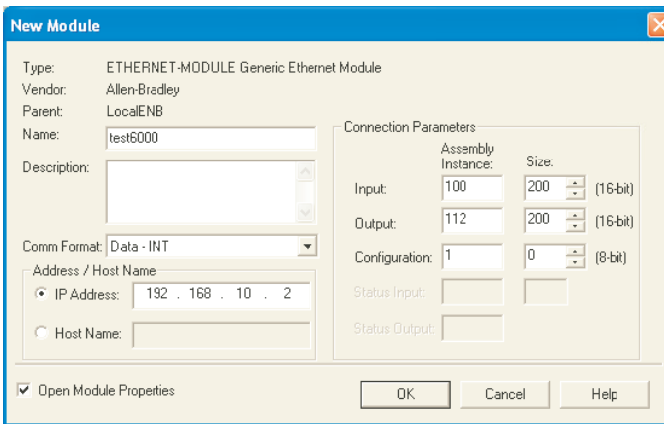 New Module
Type: ETHERNET-MODULE Generic Ethernet Module
Vendor: Allen-Bradley
Parent: LocalENB
Name: test6000
Description:
Comm Format: Data - INT
Address / Host Name
IP Address: 192 . 168 . 10 . 2
Host Name:
Connection Parameters
Assembly
Instance: Size:
Input: 100 200 (16-bit)
Output: 112 200 (16-bit)
Configuration: 1 0 (8-bit)
Status Input:
Status Output:
Open Module Properties
OK Cancel Help